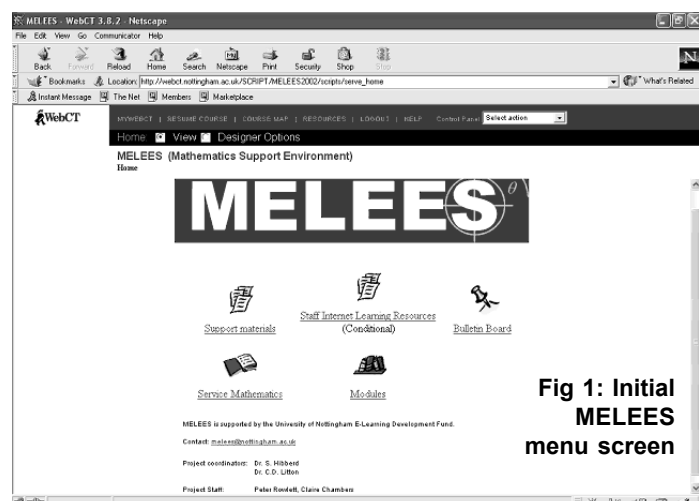 MELEES - WebCT 3.8.2 - Netscape
File Edit View Go Communicator Help
Back Forward Reload Home Search Netscape Print Security Shop Stop
Bookmarks Location: http://webct.nottingham.ac.uk/SCRIPT/MELEES2002/scripts/serve_home What's Related
Instant Message The Net Members Marketplace
WebCT MYWEBCT | RESUME COURSE | COURSE MAP | RESOURCES | LOGOUT | HELP Control Panel Select action
Home View Designer Options
MELEES (Mathematics Support Environment)
Home
MELEES θ
Support materials
Staff Internet Learning Resources
(Conditional)
Bulletin Board
Service Mathematics
Modules
Fig 1: Initial
MELEES
menu screen
MELEES is supported by the University of Nottingham E-Learning Development Fund.
Contact: melees@nottingham.ac.uk
Project coordinators: Dr. S. Hibberd
Dr. C.D. Litton
Project Staff: Peter Rowlett, Claire Chambers